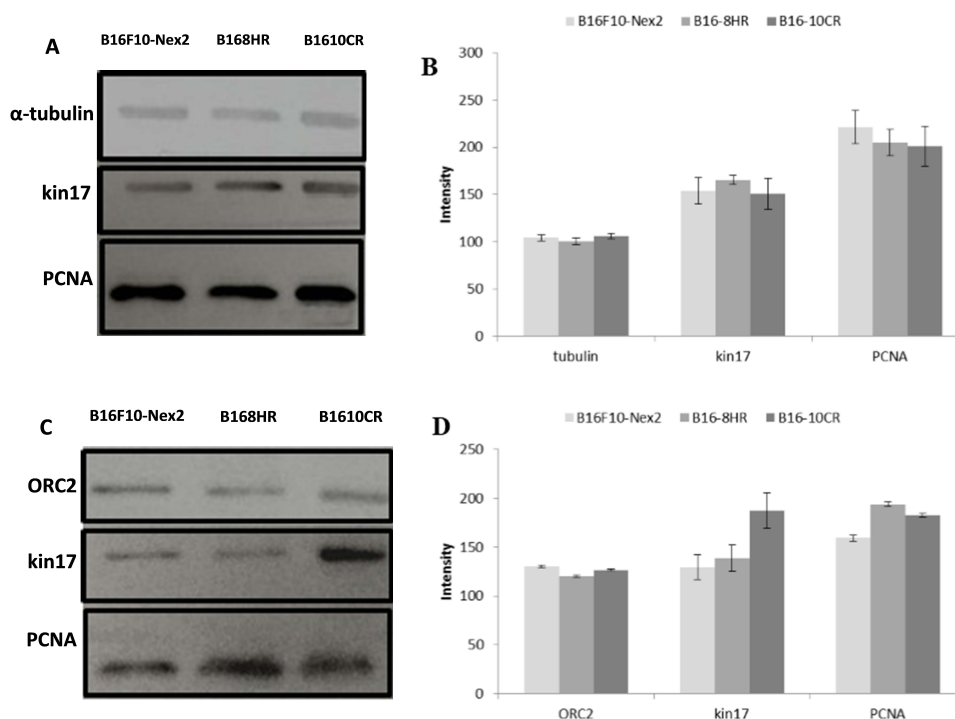 A
B16F10-Nex2 B168HR B1610CR
α-tubulin
kin17
PCNA
B
B16F10-Nex2 B16-8HR B16-10CR
300
250
200
150
100
50
0
Intensity
tubulin kin17 PCNA
C
B16F10-Nex2 B168HR B1610CR
ORC2
kin17
PCNA
D
B16F10-Nex2 B16-8HR B16-10CR
250
200
150
100
50
0
Intensity
ORC2 kin17 PCNA